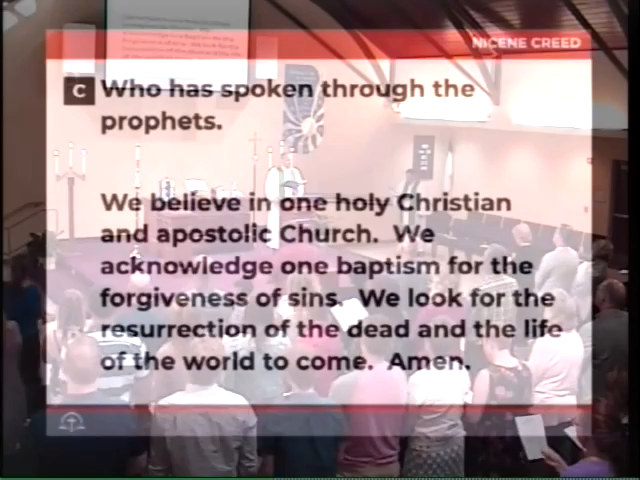 NICENE CREED
C Who has spoken through the
prophets.
We believe in one holy Christian
and apostolic Church. We
acknowledge one baptism for the
forgiveness of sins. We look for the
resurrection of the dead and the life
of the world to come. Amen.